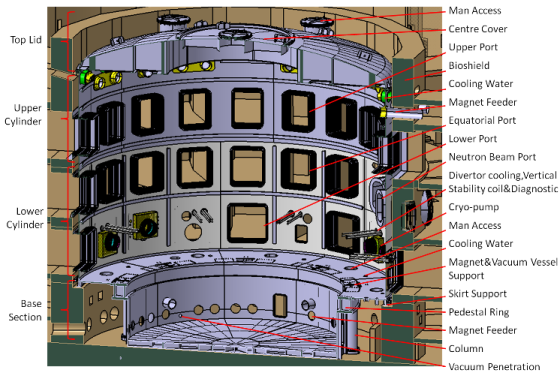 Top Lid
Upper
Cylinder
Lower
Cylinder
Base
Section
Man Access
Centre Cover
Upper Port
Bioshield
Cooling Water
Magnet Feeder
Equatorial Port
Lower Port
Neutron Beam Port
Divertor cooling,Vertical
Stability coil&Diagnostic
Cryo-pump
Man Access
Cooling Water
Magnet&Vacuum Vessel
Support
Skirt Support
Pedestal Ring
Magnet Feeder
Column
Vacuum Penetration